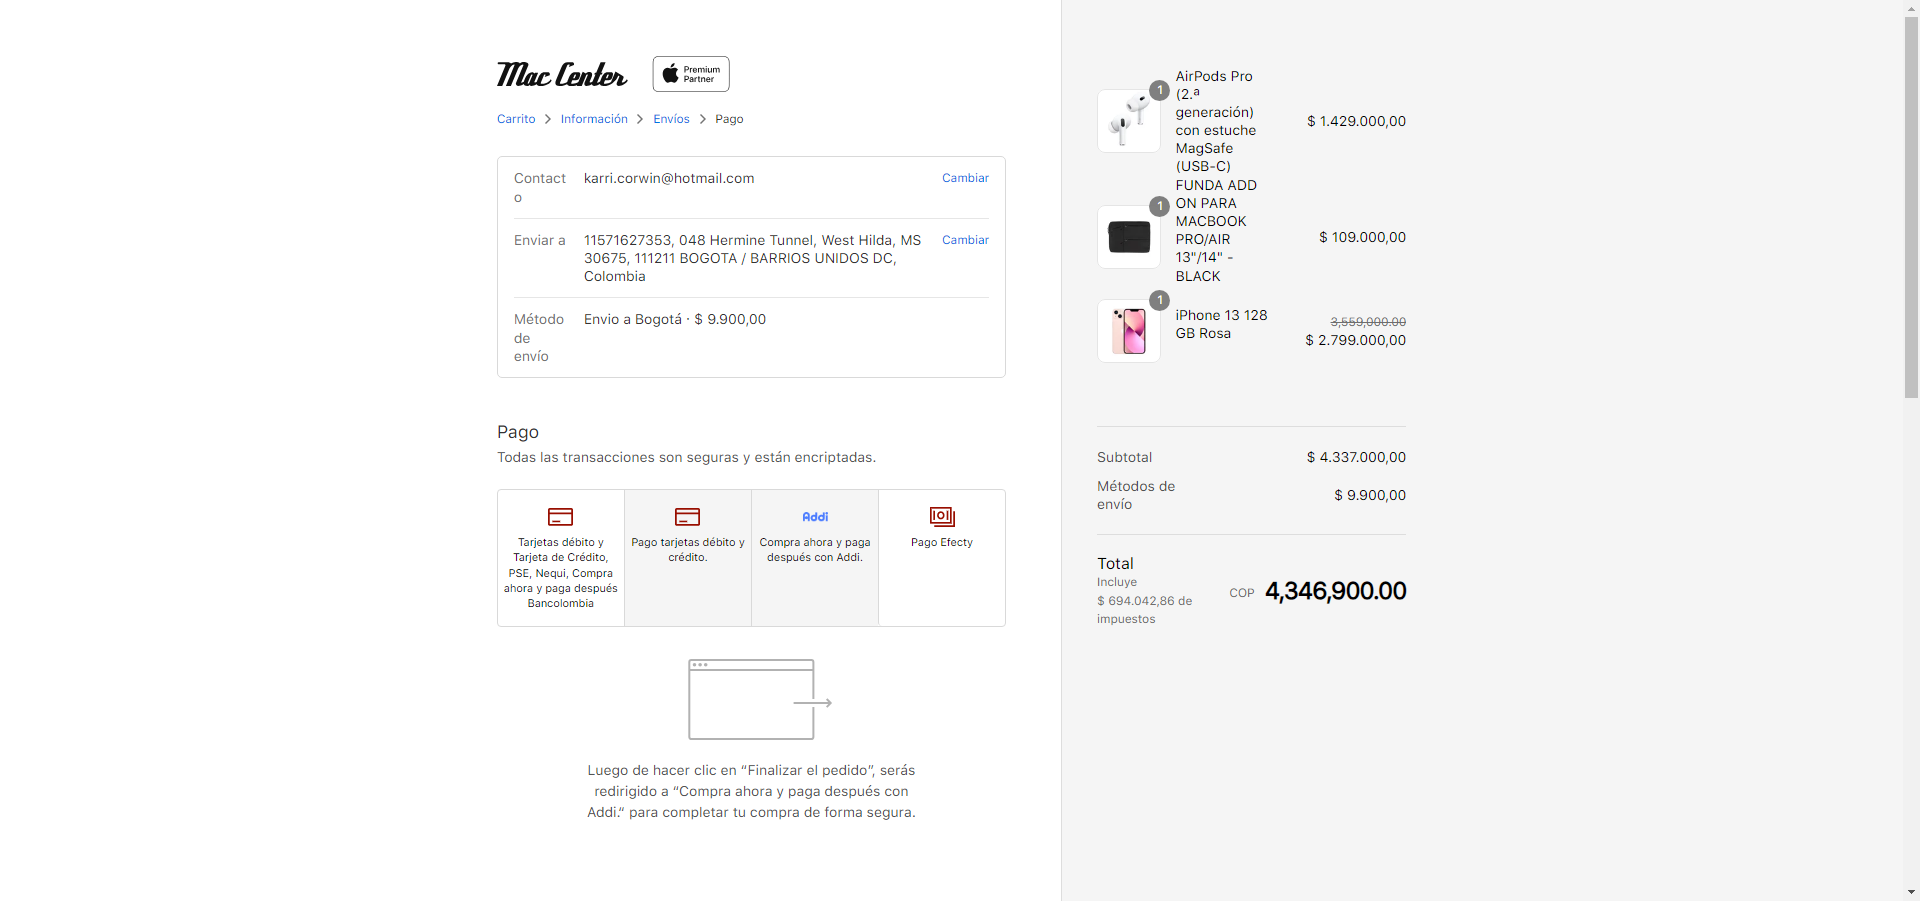 Mac Center
Premium
Partner
Carrito
Información
Envíos
Pago
Contact
o
karri.corwin@hotmail.com
Cambiar
Enviar a
11571627353, 048 Hermine Tunnel, West Hilda, MS
30675, 111211 BOGOTA / BARRIOS UNIDOS DC,
Colombia
Cambiar
Método
de
envío
Envio a Bogotá · $ 9.900,00
Pago
Todas las transacciones son seguras y están encriptadas.
Tarjetas débito y
Tarjeta de Crédito,
PSE, Nequi, Compra
ahora y paga después
Bancolombia
Pago tarjetas débito y
crédito.
Addi
Compra ahora y paga
después con Addi.
Pago Efecty
Luego de hacer clic en “Finalizar el pedido”, serás
redirigido a “Compra ahora y paga después con
Addi.“ para completar tu compra de forma segura.
1
AirPods Pro
(2.ª
generación)
con estuche
MagSafe
(USB-C)
$ 1.429.000,00
1
FUNDA ADD
ON PARA
MACBOOK
PRO/AIR
13"/14" -
BLACK
$ 109.000,00
1
iPhone 13 128
GB Rosa
3,559,000.00
$ 2.799.000,00
Subtotal
$ 4.337.000,00
Métodos de
envío
$ 9.900,00
Total
Incluye
$ 694.042,86 de
impuestos
COP 4,346,900.00